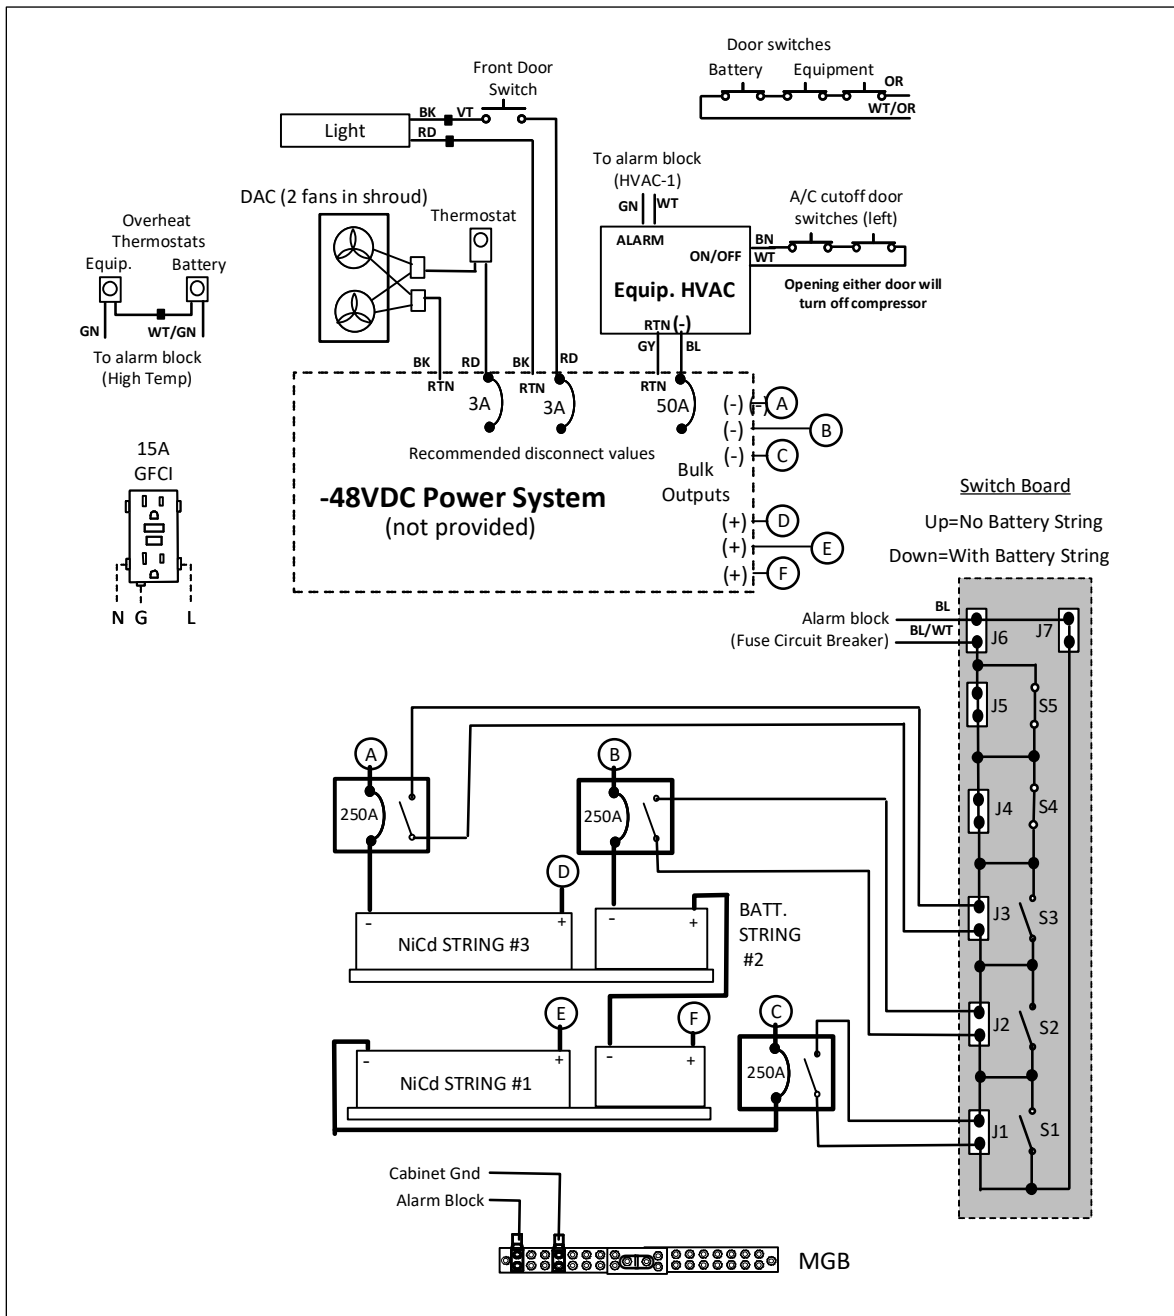 Door switches
Battery
Equipment
OR
WT/OR
Front Door
Switch
BK
VT
RD
Light
To alarm block
(HVAC-1)
GN
WT
A/C cutoff door
switches (left)
ALARM
ON/OFF
BN
WT
Equip. HVAC
RTN
(-)
GY
BL
Opening either door will
turn off compressor
DAC (2 fans in shroud)
Thermostat
Overheat
Thermostats
Equip.
Battery
GN
WT/GN
To alarm block
(High Temp)
BK
RD
BK
RD
RTN
RTN
RTN
3A
3A
50A
Recommended disconnect values
-48VDC Power System
(not provided)
Bulk
Outputs
(-)
(-)
A
(-)
B
(-)
C
(+)
D
(+)
E
(+)
F
15A
GFCI
N
G
L
Switch Board
Up=No Battery String
Down=With Battery String
Alarm block
(Fuse Circuit Breaker)
BL
BL/WT
J6
J7
J5
S5
J4
S4
J3
S3
J2
S2
J1
S1
A
250A
B
250A
D
-
+
NiCd STRING #3
-
+
BATT.
STRING
#2
E
F
C
-
+
NiCd STRING #1
-
+
250A
Cabinet Gnd
Alarm Block
MGB